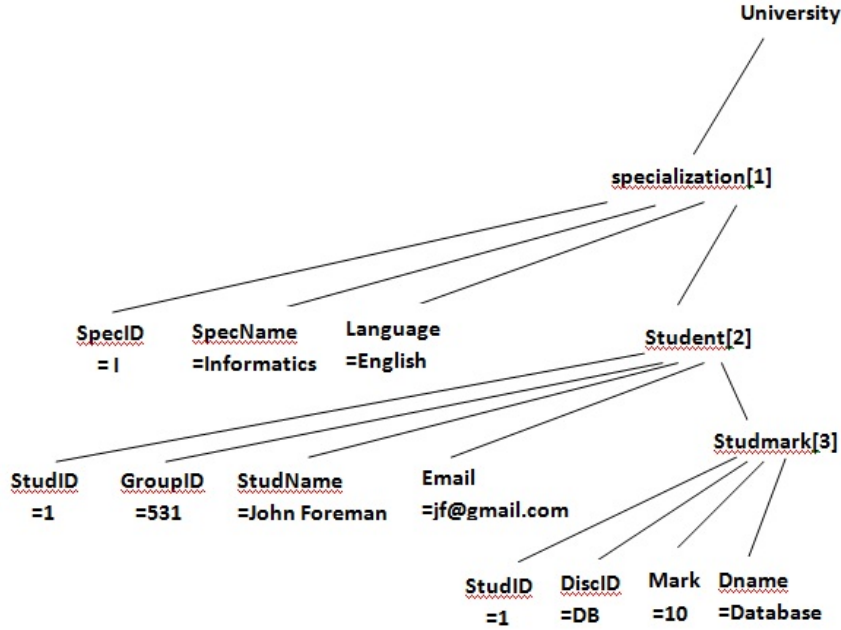 University
specialization[1]
SpecID
= I
SpecName
=Informatics
Language
=English
Student[2]
Studmark[3]
StudID
=1
GroupID
=531
StudName
=John Foreman
Email
=jf@gmail.com
StudID
=1
DiscID
=DB
Mark
=10
Dname
=Database